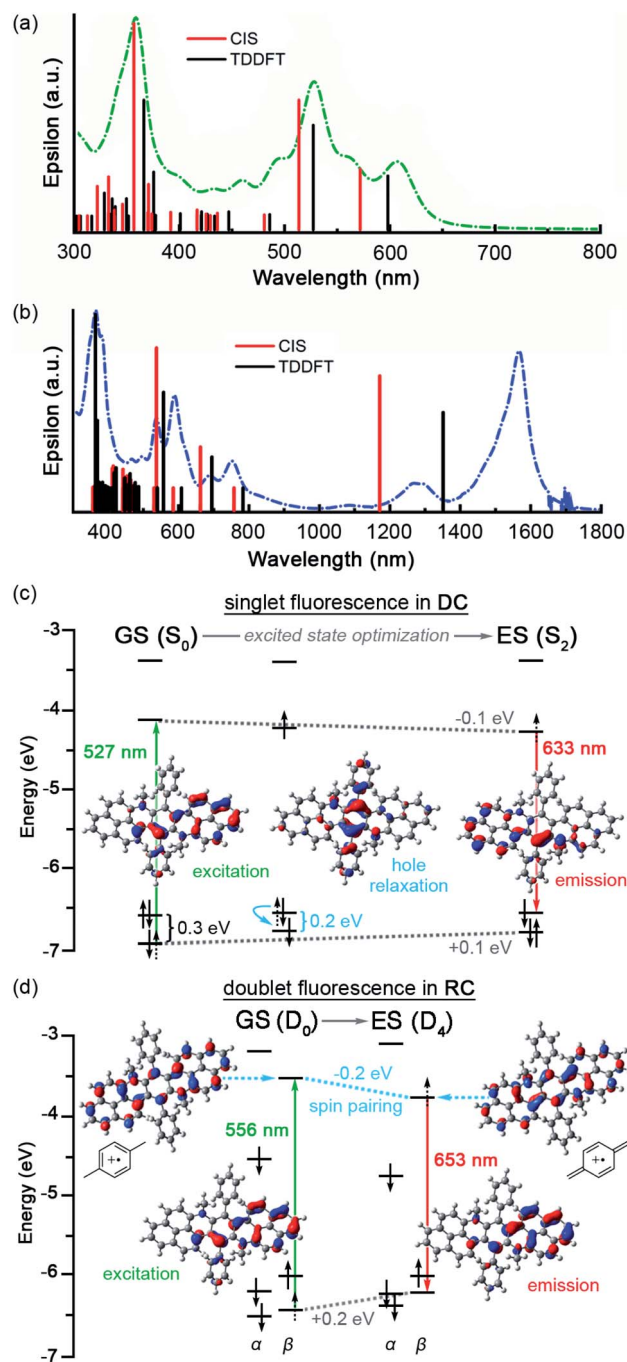 (a)
CIS
TDDFT
Epsilon (a.u.)
300 400 500 600 700 800
Wavelength (nm)
(b)
CIS
TDDFT
Epsilon (a.u.)
400 600 800 1000 1200 1400 1600 1800
Wavelength (nm)
(c)
singlet fluorescence in DC
GS (S0) excited state optimization ES (S2)
-3
-4
-5
-6
-7
Energy (eV)
-0.1 eV
527 nm
633 nm
excitation
hole
relaxation
emission
0.3 eV
0.2 eV
+0.1 eV
(d)
doublet fluorescence in RC
GS (D0) ES (D4)
-3
-4
-5
-6
-7
Energy (eV)
-0.2 eV
spin pairing
556 nm
653 nm
+•
+•
excitation
emission
+0.2 eV
α β α β